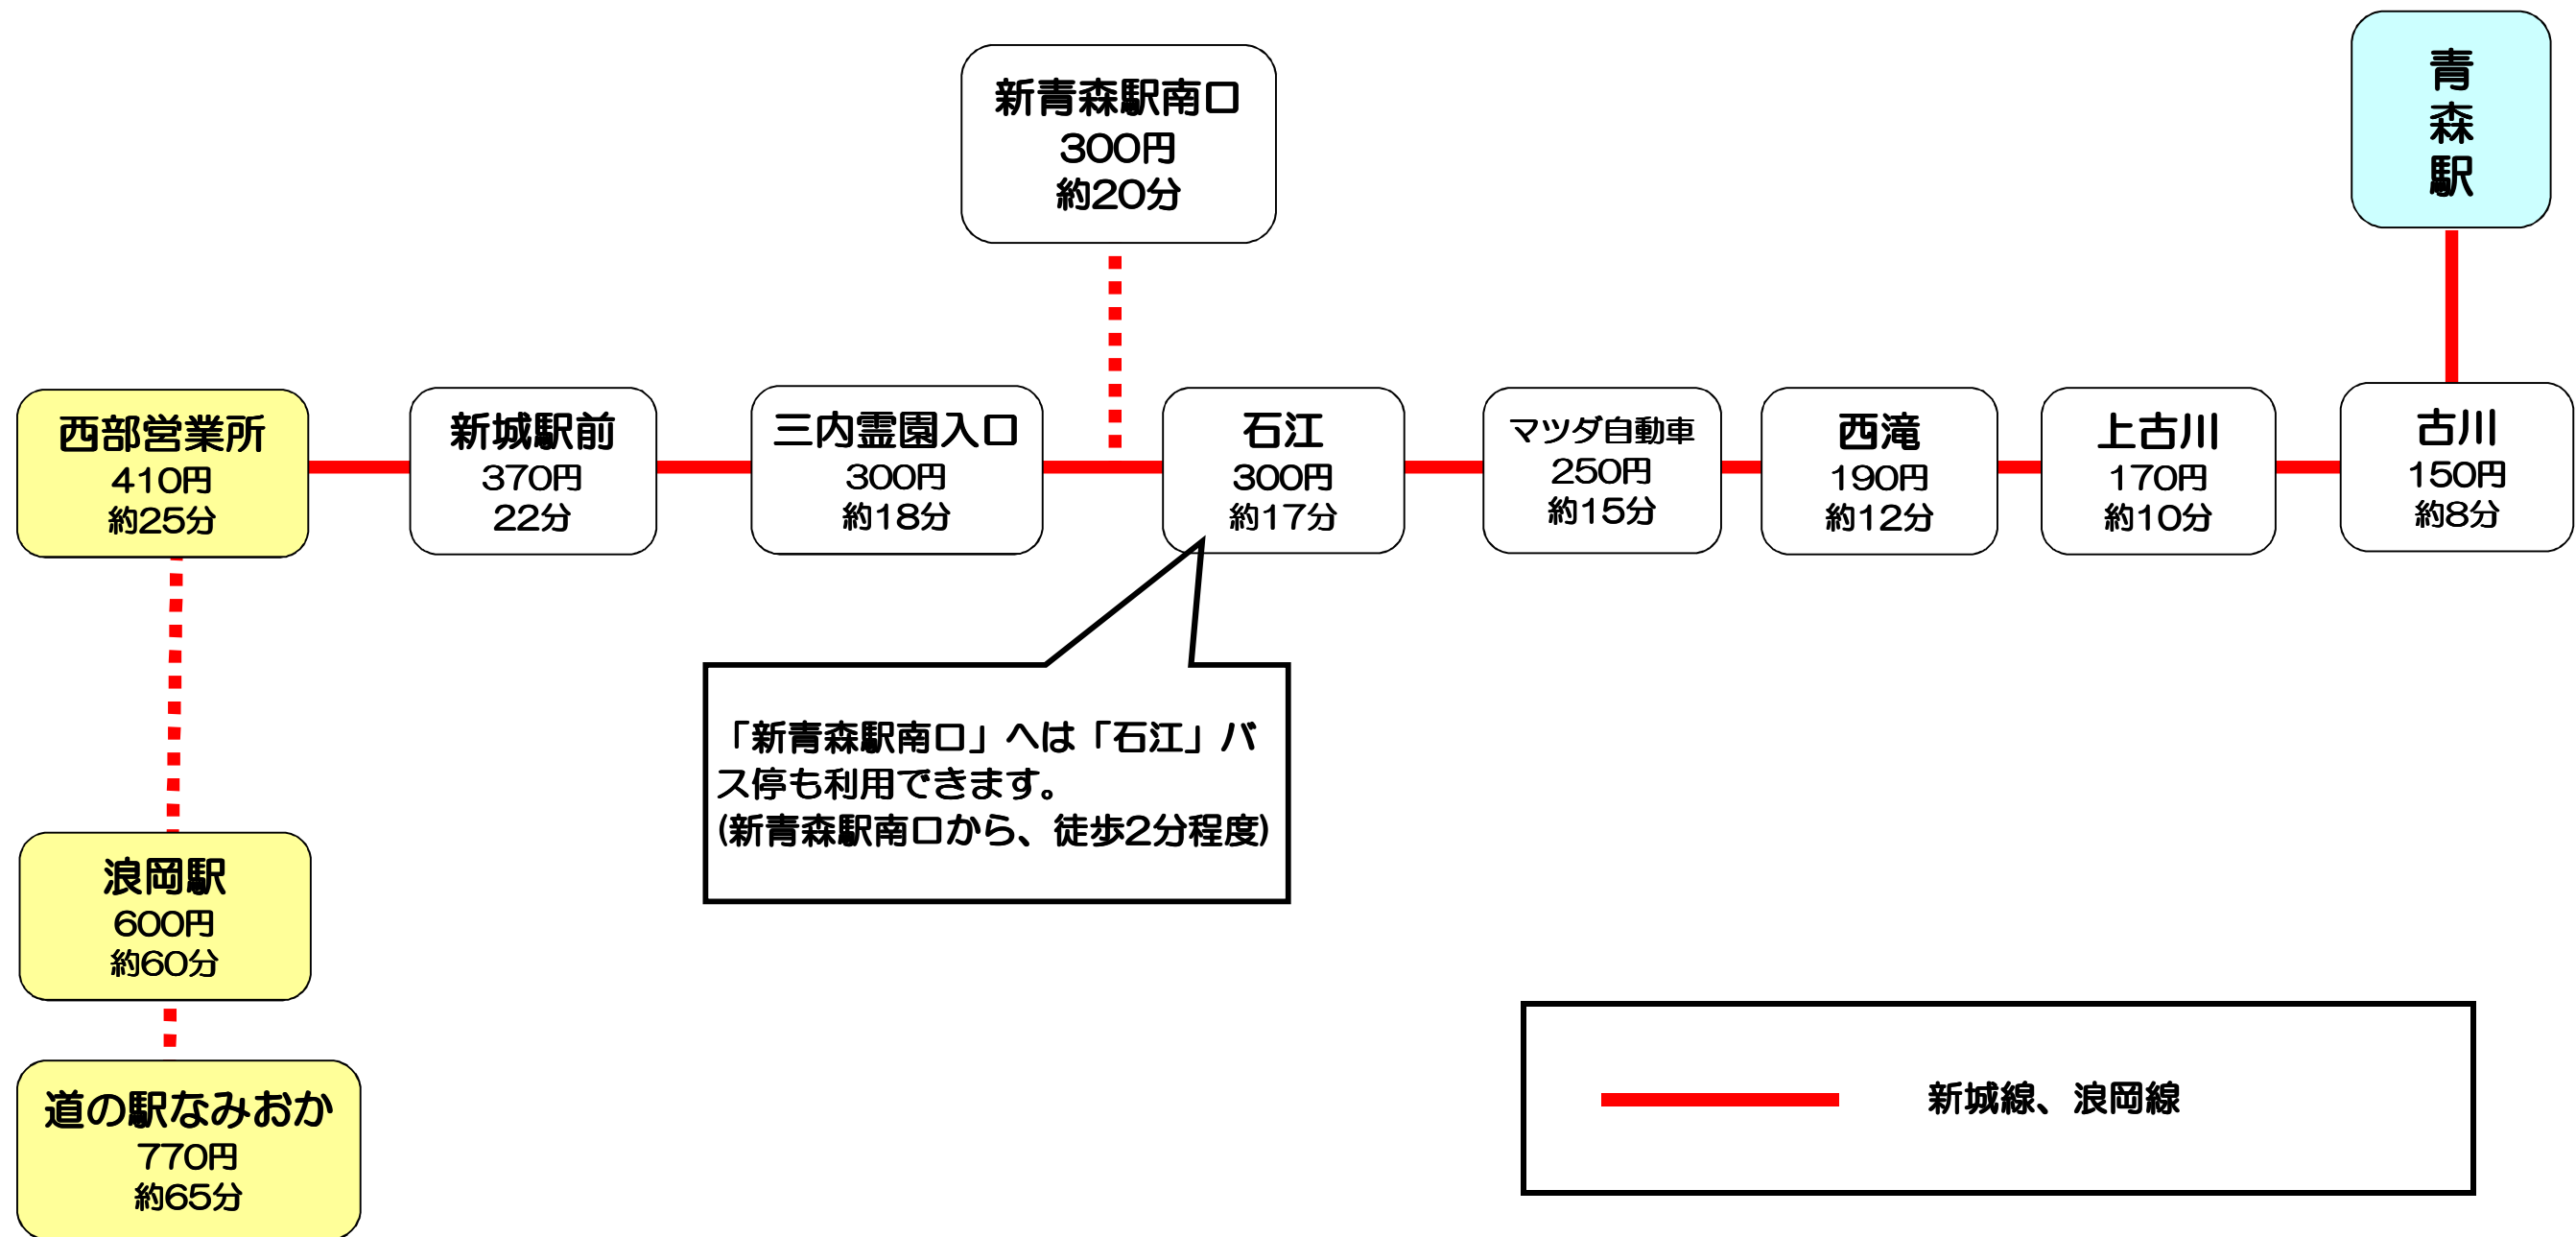 青森駅
新青森駅南口
300円
約20分
西部営業所
410円
約25分
新城駅前
370円
22分
三内霊園入口
300円
約18分
石江
300円
約17分
マツダ自動車
250円
約15分
西滝
190円
約12分
上古川
170円
約10分
古川
150円
約8分
「新青森駅南口」へは「石江」バ
ス停も利用できます。
(新青森駅南口から、徒歩2分程度)
浪岡駅
600円
約60分
道の駅なみおか
770円
約65分
新城線、浪岡線